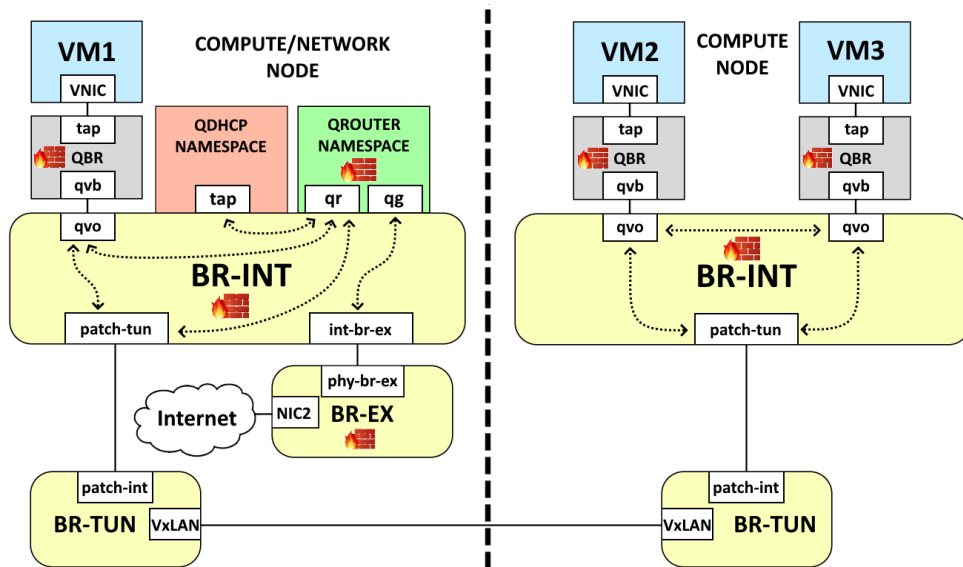 VM1
VNIC
tap
QBR
qvb
qvo
COMPUTE/NETWORK
NODE
QDHCP
NAMESPACE
tap
QROUTER
NAMESPACE
qr
qg
BR-INT
patch-tun
int-br-ex
phy-br-ex
NIC2
BR-EX
Internet
patch-int
BR-TUN
VxLAN
VM2
VNIC
tap
QBR
qvb
qvo
COMPUTE
NODE
VM3
VNIC
tap
QBR
qvb
qvo
BR-INT
patch-tun
patch-int
VxLAN
BR-TUN